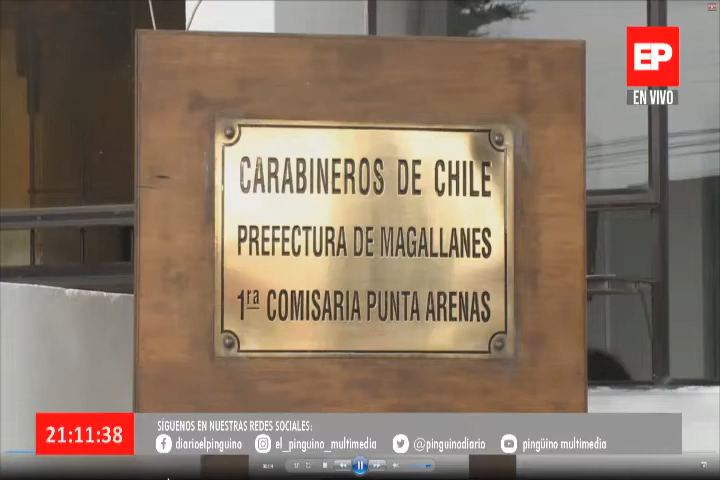 EP
EN VIVO
CARABINEROS DE CHILE
PREFECTURA DE MAGALLANES
1ra COMISARIA PUNTA ARENAS
21:11:38
SÍGUENOS EN NUESTRAS REDES SOCIALES:
diarioelpinguino el_pinguino_multimedia @pinguinodiario pingüino multimedia